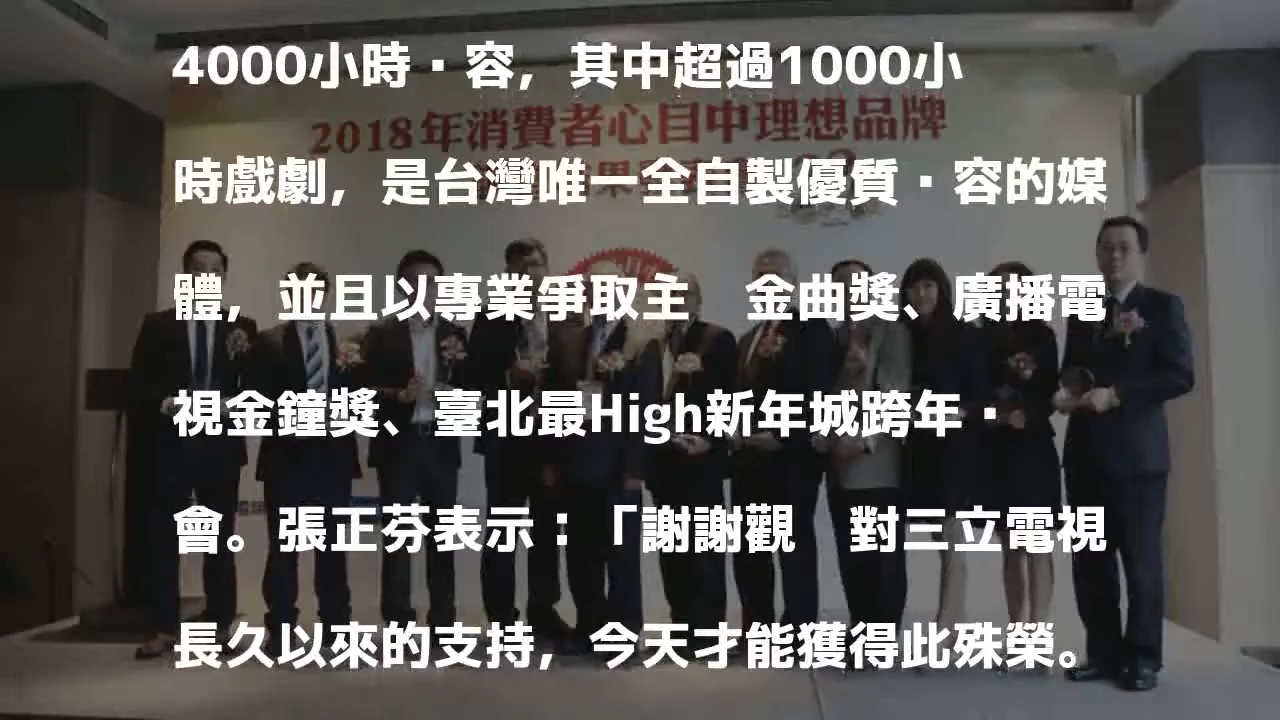 4000小時▪容，其中超過1000小
2018年消費者心目中理想品牌
時戲劇，是台灣唯一全自製優質▪容的媒
體，並且以專業爭取主　金曲獎、廣播電
視金鐘獎、臺北最High新年城跨年▪
會。張正芬表示：「謝謝觀　對三立電視
長久以來的支持，今天才能獲得此殊榮。